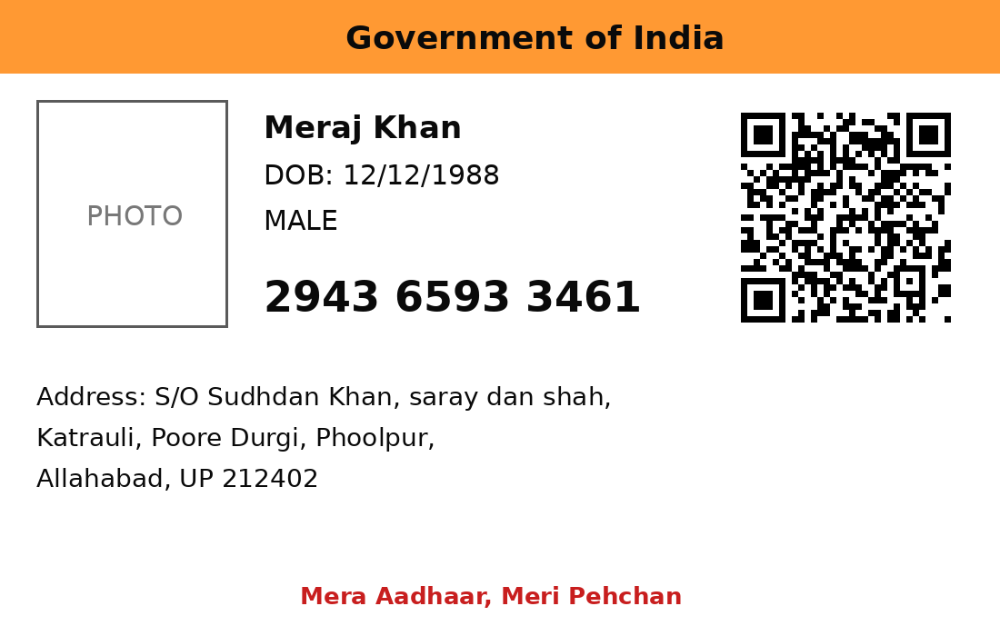 Government of India
PHOTO
Meraj Khan
DOB: 12/12/1988
MALE
2943 6593 3461
Address: S/O Sudhdan Khan, saray dan shah,
Katrauli, Poore Durgi, Phoolpur,
Allahabad, UP 212402
Mera Aadhaar, Meri Pehchan